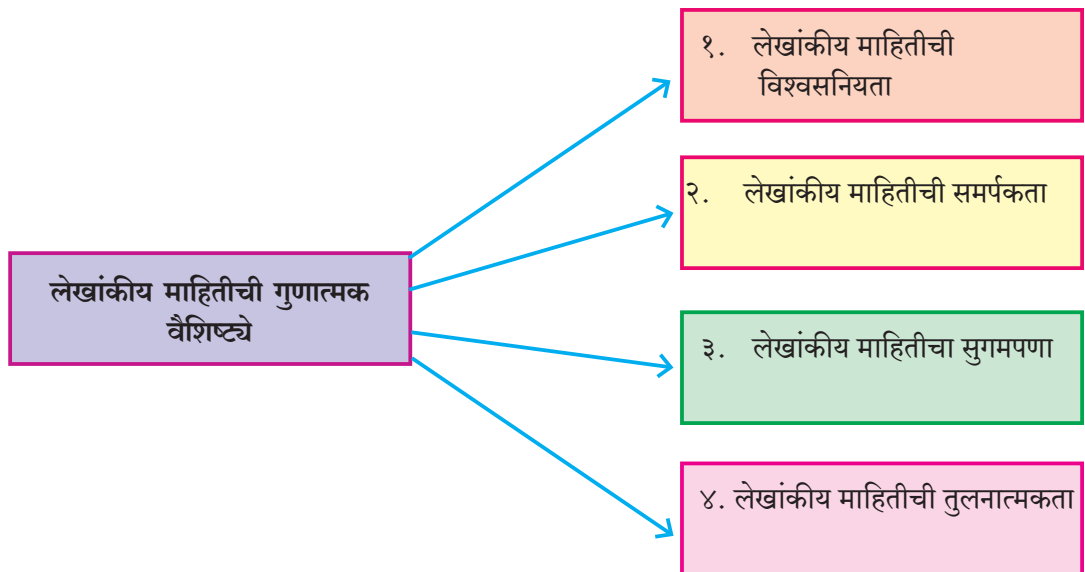 १. लेखांकीय माहितीची
विश्वसनियता
२. लेखांकीय माहितीची समर्पकता
लेखांकीय माहितीची गुणात्मक
वैशिष्ट्ये
३. लेखांकीय माहितीचा सुगमपणा
४. लेखांकीय माहितीची तुलनात्मकता